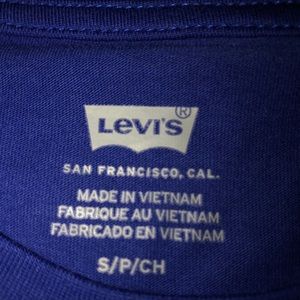 Levi's®
SAN FRANCISCO, CAL.
MADE IN VIETNAM
FABRIQUE AU VIETNAM
FABRICADO EN VIETNAM
S/P/CH